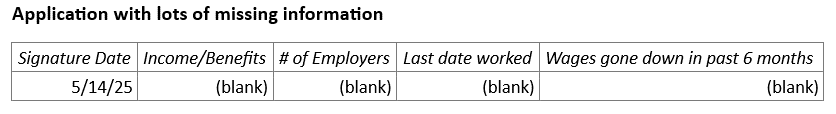 Application with lots of missing information
Signature Date Income/Benefits # of Employers Last date worked Wages gone down in past 6 months
5/14/25 (blank) (blank) (blank) (blank)